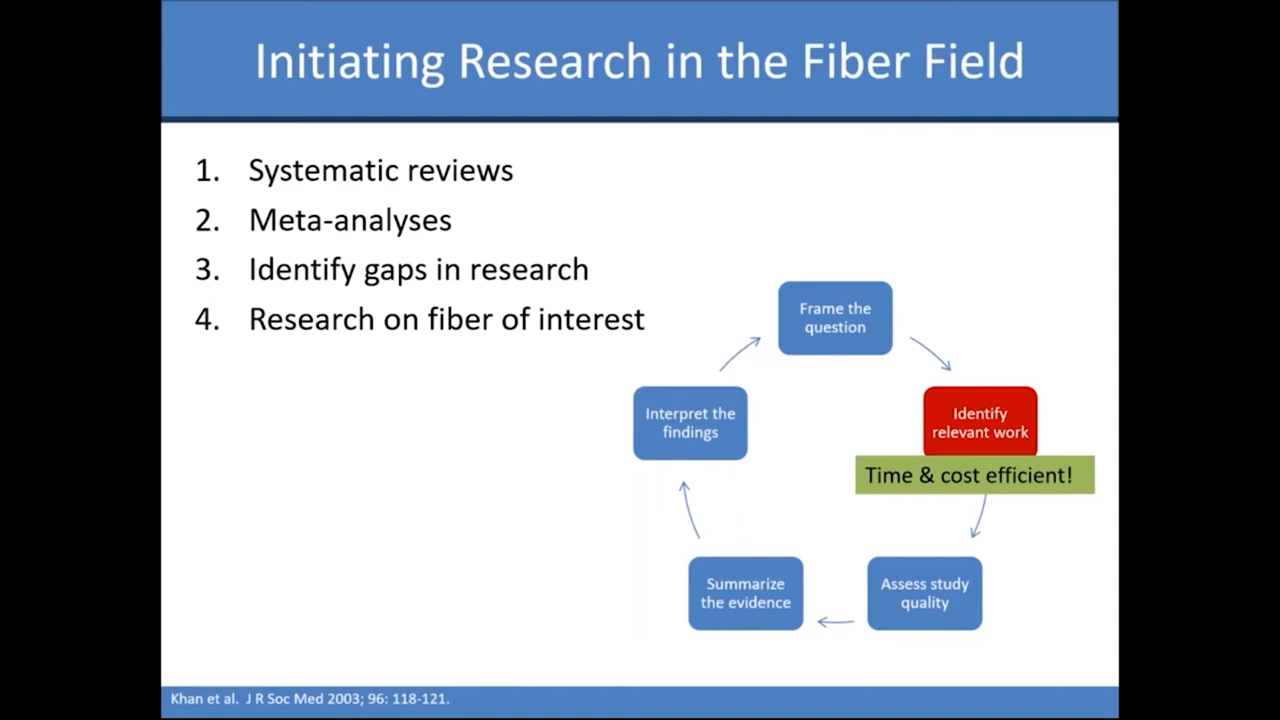 Initiating Research in the Fiber Field
1. Systematic reviews
2. Meta-analyses
3. Identify gaps in research
4. Research on fiber of interest
Frame the
question
Identify
relevant work
Time & cost efficient!
Assess study
quality
Summarize
the evidence
Interpret the
findings
Khan et al. J R Soc Med 2003; 96: 118-121.